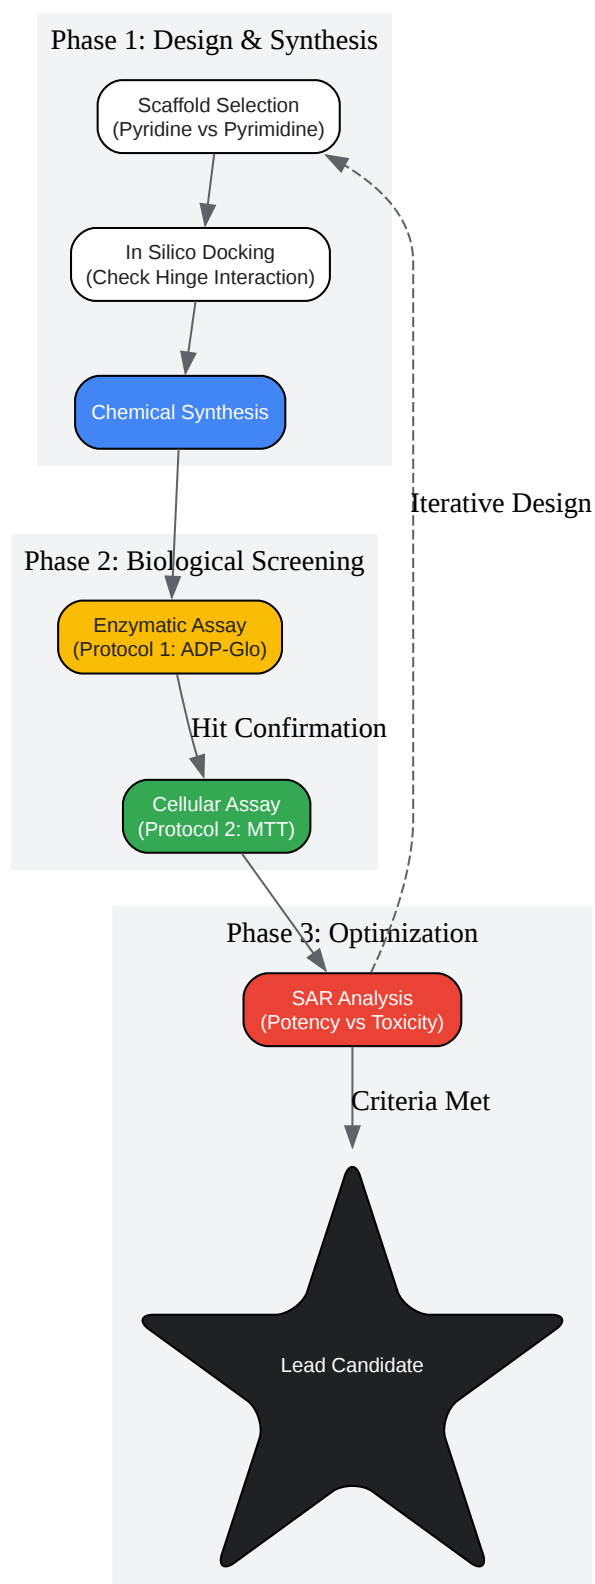 Phase 1: Design & Synthesis
Scaffold Selection
(Pyridine vs Pyrimidine)
In Silico Docking
(Check Hinge Interaction)
Chemical Synthesis
Iterative Design
Phase 2: Biological Screening
Enzymatic Assay
(Protocol 1: ADP-Glo)
Hit Confirmation
Cellular Assay
(Protocol 2: MTT)
Phase 3: Optimization
SAR Analysis
(Potency vs Toxicity)
Criteria Met
Lead Candidate